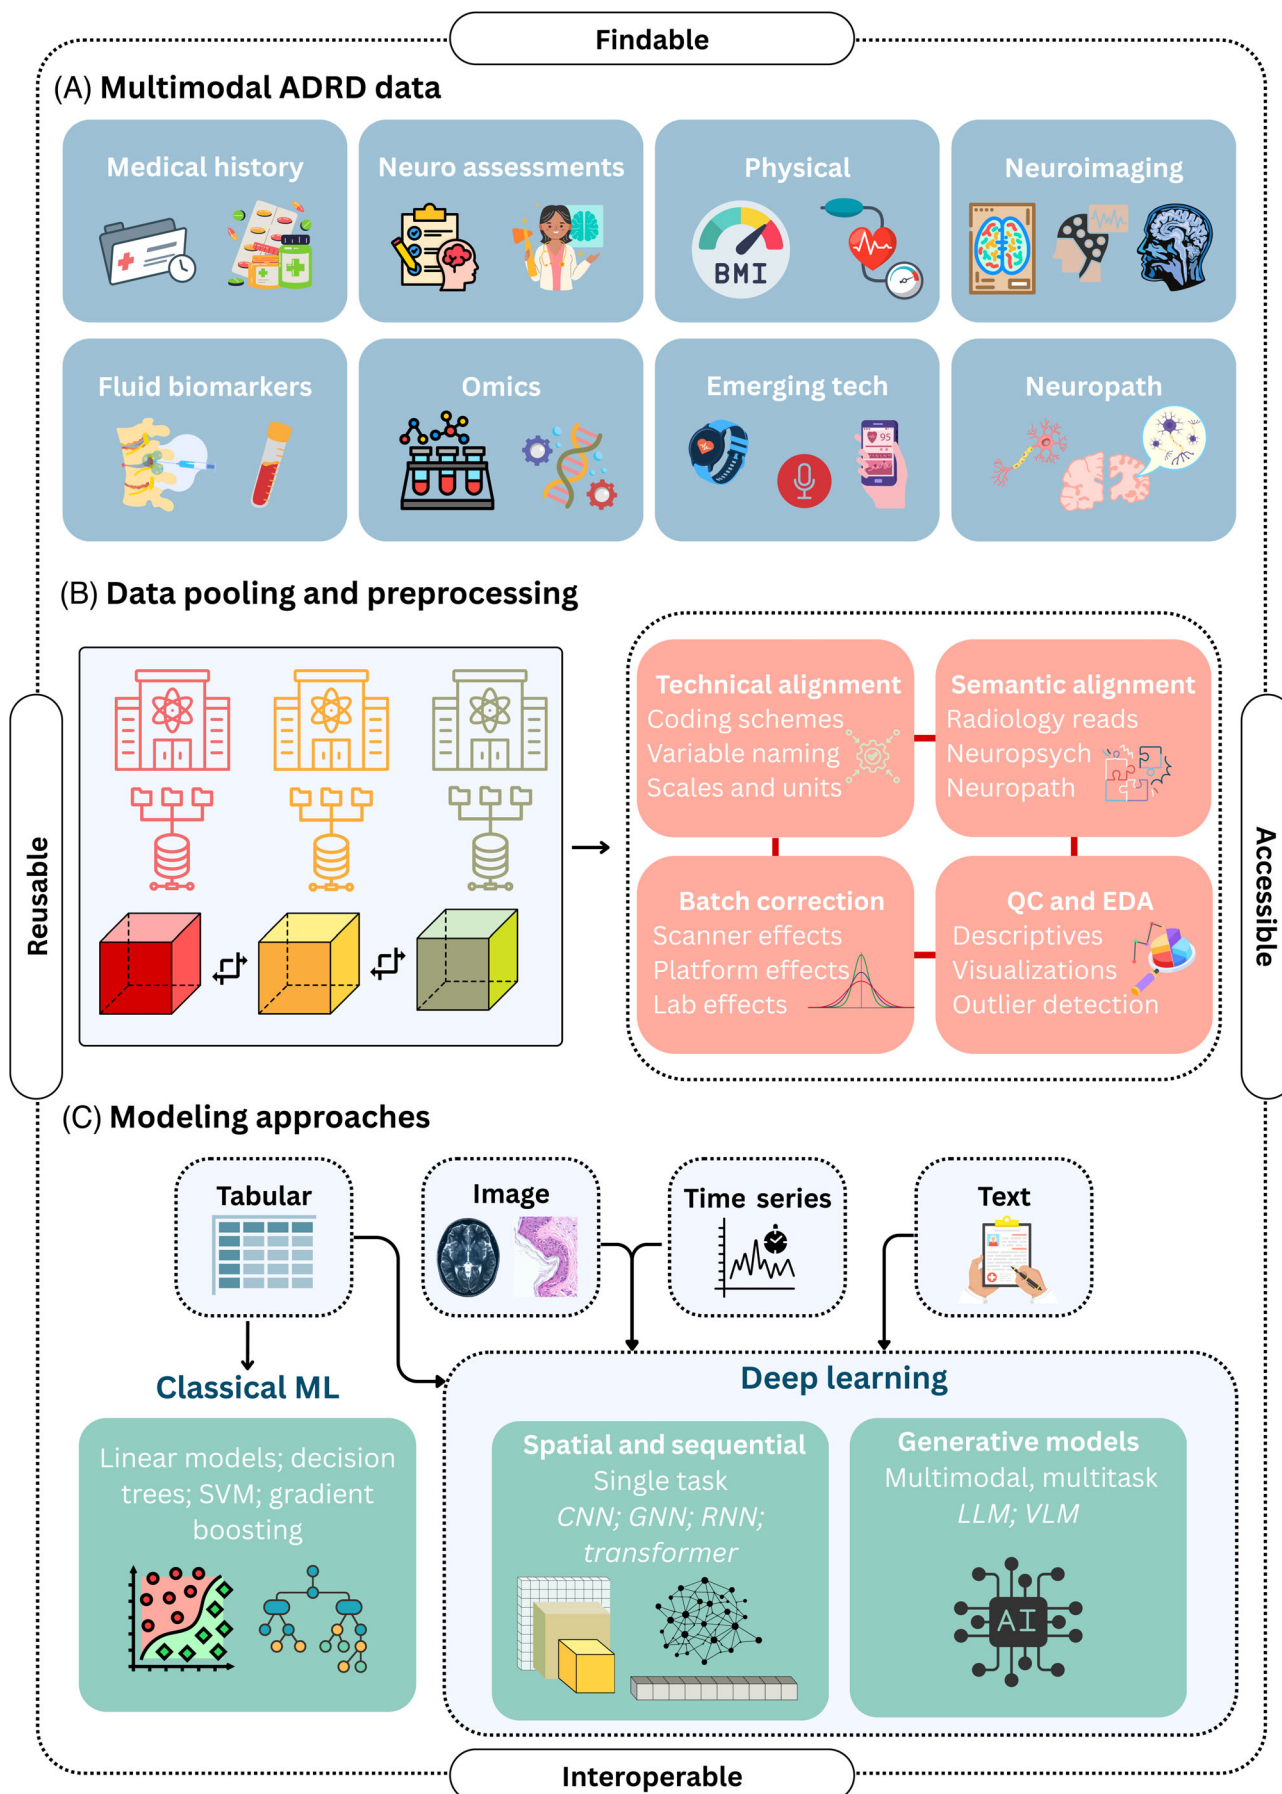 Findable
(A) Multimodal ADRD data
Medical history
Neuro assessments
Physical
BMI
Neuroimaging
Fluid biomarkers
Omics
Emerging tech
95
Neuropath
(B) Data pooling and preprocessing
Technical alignment
Coding schemes
Variable naming
Scales and units
Semantic alignment
Radiology reads
Neuropsych
Neuropath
Batch correction
Scanner effects
Platform effects
Lab effects
QC and EDA
Descriptives
Visualizations
Outlier detection
Reusable
Accessible
(C) Modeling approaches
Tabular
Image
Time series
Text
Classical ML
Linear models; decision
trees; SVM; gradient
boosting
Deep learning
Spatial and sequential
Single task
CNN; GNN; RNN;
transformer
Generative models
Multimodal, multitask
LLM; VLM
AI
Interoperable